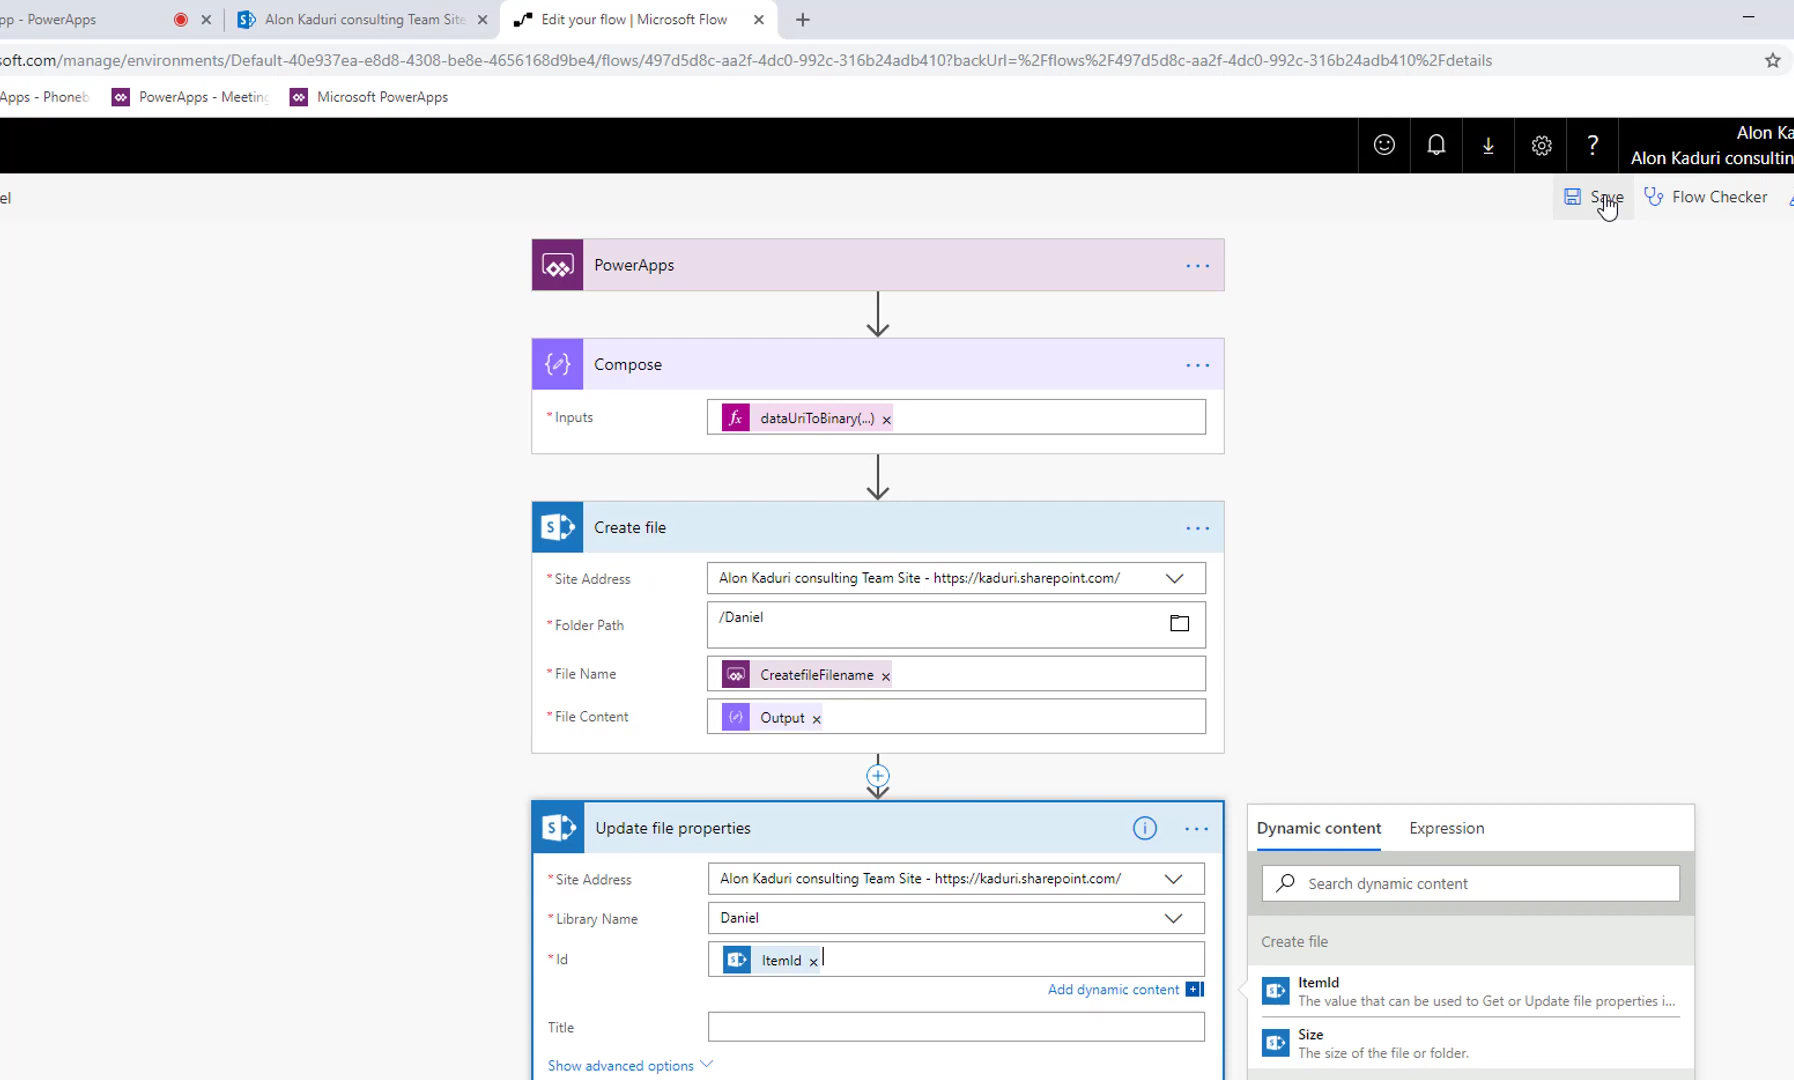 pp - PowerApps
Alon Kaduri consulting Team Site
Edit your flow | Microsoft Flow
soft.com/manage/environments/Default-40e937ea-e8d8-4308-be8e-4656168d9be4/flows/497d5d8c-aa2f-4dc0-992c-316b24adb410?backUrl=%2Fflows%2F497d5d8c-aa2f-4dc0-992c-316b24adb410%2Fdetails
Apps - Phoneb
PowerApps - Meeting
Microsoft PowerApps
Alon Ka
Alon Kaduri consultin
el
Save
Flow Checker
PowerApps
Compose
* Inputs
fx dataUriToBinary(...) ×
Create file
* Site Address
Alon Kaduri consulting Team Site - https://kaduri.sharepoint.com/
* Folder Path
/Daniel
* File Name
CreatefileFilename ×
* File Content
Output ×
Update file properties
* Site Address
Alon Kaduri consulting Team Site - https://kaduri.sharepoint.com/
* Library Name
Daniel
* Id
ItemId ×
Add dynamic content
Title
Show advanced options
Dynamic content
Expression
Search dynamic content
Create file
ItemId
The value that can be used to Get or Update file properties i...
Size
The size of the file or folder.